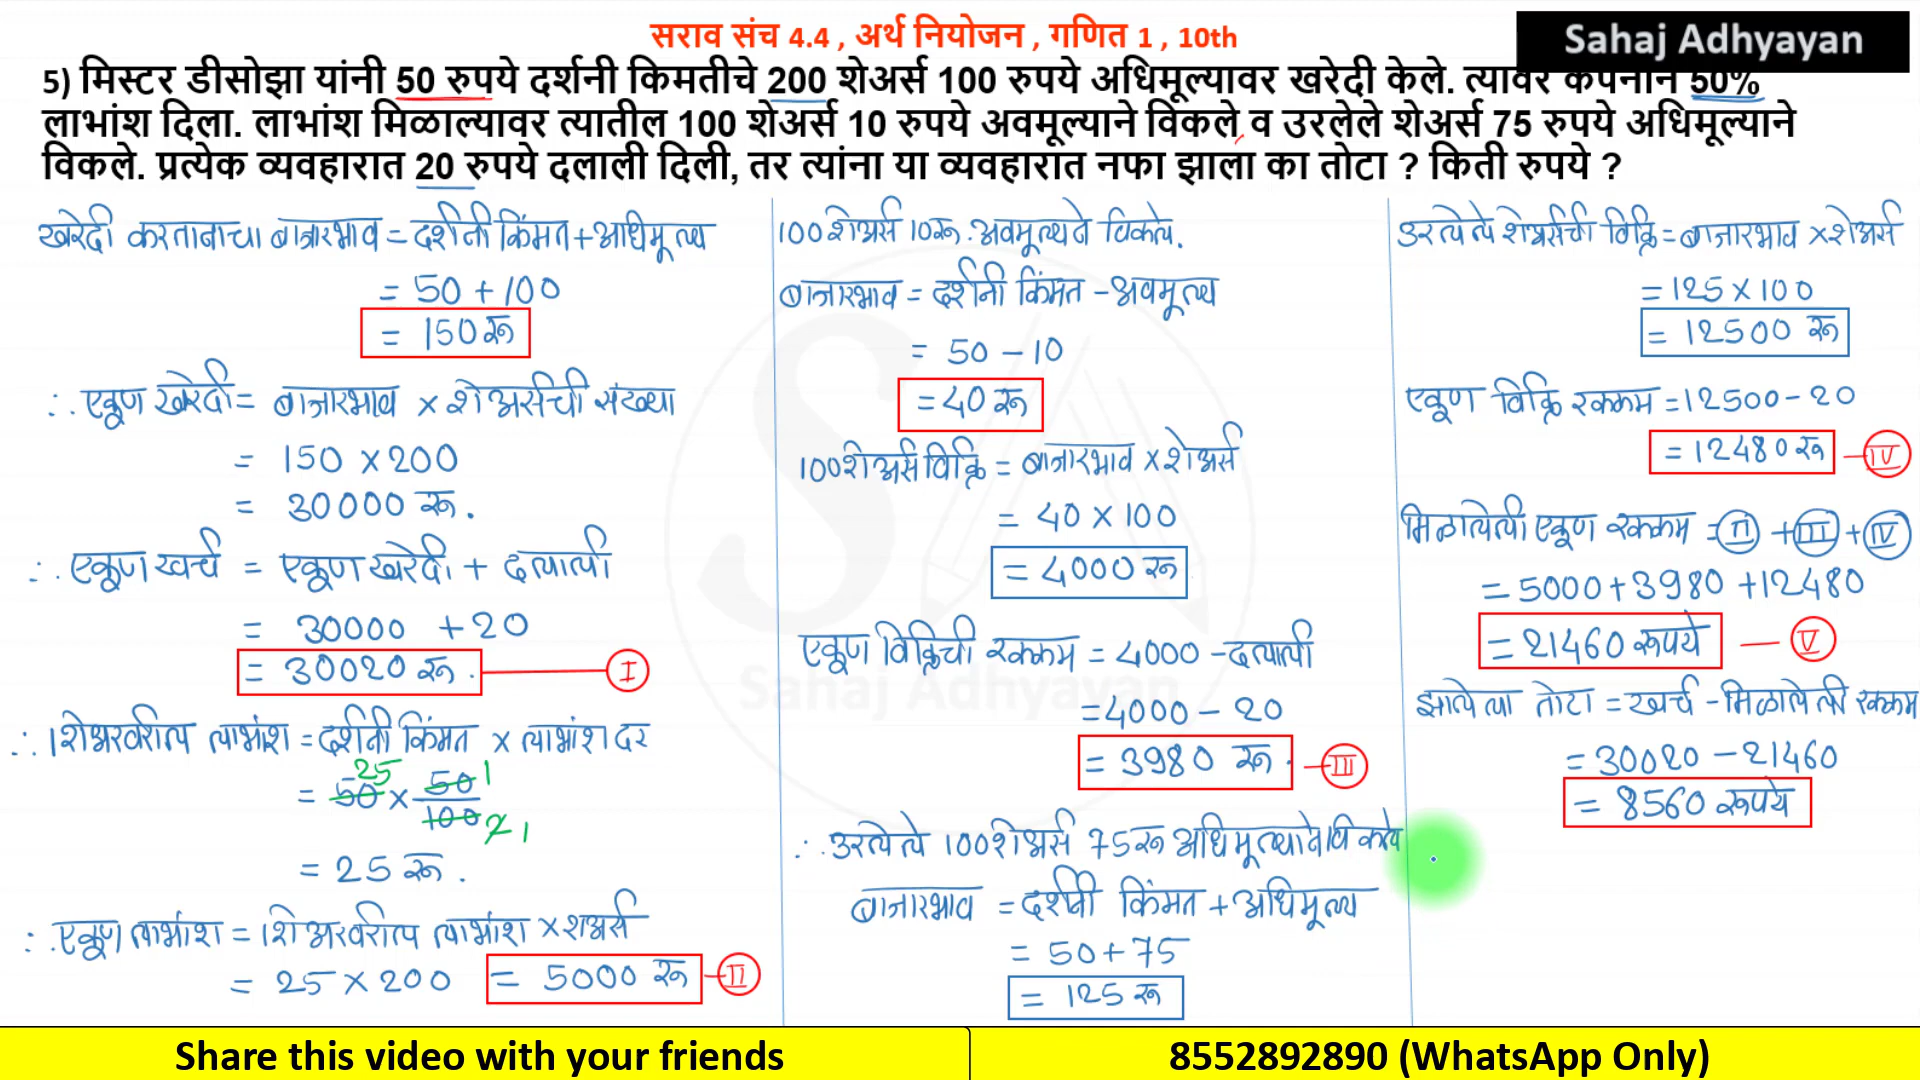 सराव संच 4.4 , अर्थ नियोजन , गणित 1 , 10th
Sahaj Adhyayan
5) मिस्टर डीसोझा यांनी 50 रुपये दर्शनी किमतीचे 200 शेअर्स 100 रुपये अधिमूल्यावर खरेदी केले. त्यावर कंपनीने 50%
लाभांश दिला. लाभांश मिळाल्यावर त्यातील 100 शेअर्स 10 रुपये अवमूल्याने विकले व उरलेले शेअर्स 75 रुपये अधिमूल्याने
विकले. प्रत्येक व्यवहारात 20 रुपये दलाली दिली, तर त्यांना या व्यवहारात नफा झाला का तोटा ? किती रुपये ?
खरेदी करतानाचा बाजारभाव = दर्शनी किंमत + अधिमूल्य
= 50 + 100
= 150 रू
∴ एकूण खरेदी = बाजारभाव × शेअर्सची संख्या
= 150 × 200
= 30000 रू.
∴ एकूण खर्च = एकूण खरेदी + दलाली
= 30000 + 20
= 30020 रू. I
∴ 1 शेअरवरील लाभांश = दर्शनी किंमत × लाभांश दर
= 50 × 50/100
25 1 2 1
= 25 रू.
∴ एकूण लाभांश = 1 शेअरवरील लाभांश × शेअर्स
= 25 × 200 = 5000 रू II
100 शेअर्स 10 रू. अवमूल्याने विकले.
बाजारभाव = दर्शनी किंमत - अवमूल्य
= 50 - 10
= 40 रू
100 शेअर्स विक्रि = बाजारभाव × शेअर्स
= 40 × 100
= 4000 रू
एकूण विक्रिची रक्कम = 4000 - दलाली
= 4000 - 20
= 3980 रू. III
∴ उरलेले 100 शेअर्स 75 रू अधिमूल्याने विकले
बाजारभाव = दर्शनी किंमत + अधिमूल्य
= 50 + 75
= 125 रू
उरलेले शेअर्सची विक्रि = बाजारभाव × शेअर्स
= 125 × 100
= 12500 रू
एकूण विक्रि रक्कम = 12500 - 20
= 12480 रू IV
मिळालेली एकूण रक्कम = II + III + IV
= 5000 + 3980 + 12480
= 21460 रूपये V
झालेला तोटा = खर्च - मिळालेली रक्कम
= 30020 - 21460
= 8560 रूपये
Sahaj Adhyayan
Share this video with your friends
8552892890 (WhatsApp Only)